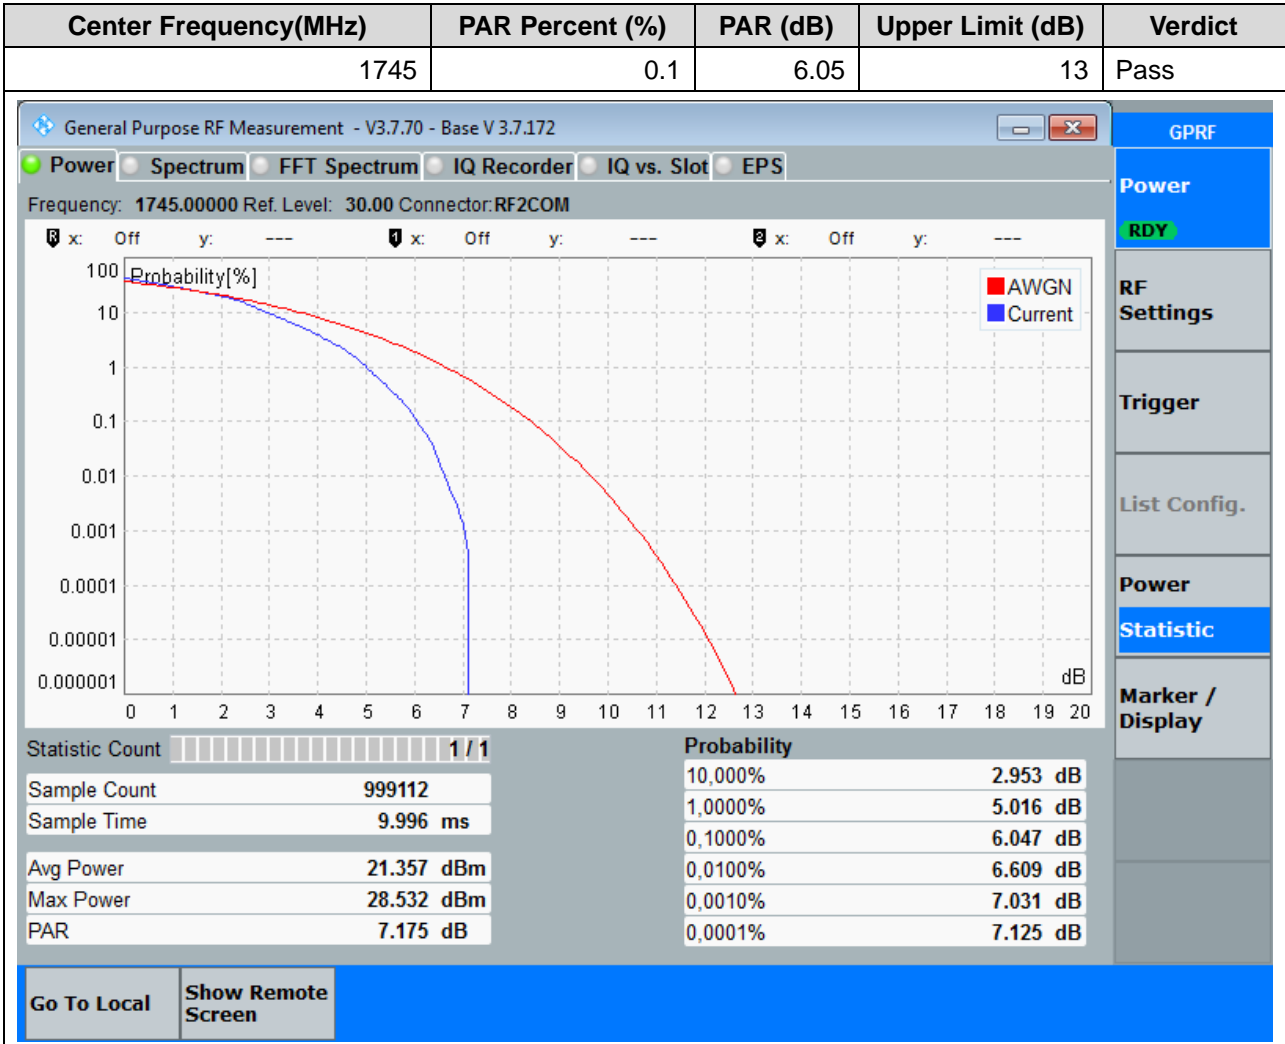 Center Frequency(MHz) PAR Percent (%) PAR (dB) Upper Limit (dB) Verdict
1745 0.1 6.05 13 Pass
General Purpose RF Measurement - V3.7.70 - Base V 3.7.172
GPRF
Power Spectrum FFT Spectrum IQ Recorder IQ vs. Slot EPS
Frequency: 1745.00000 Ref. Level: 30.00 Connector: RF2COM
R x: Off y: --- 1 x: Off y: --- 2 x: Off y: ---
Probability[%]
AWGN
Current
100
10
1
0.1
0.01
0.001
0.0001
0.00001
0.000001
dB
0 1 2 3 4 5 6 7 8 9 10 11 12 13 14 15 16 17 18 19 20
Statistic Count 1 / 1
Sample Count 999112
Sample Time 9.996 ms
Avg Power 21.357 dBm
Max Power 28.532 dBm
PAR 7.175 dB
Probability
10,000% 2.953 dB
1,0000% 5.016 dB
0,1000% 6.047 dB
0,0100% 6.609 dB
0,0010% 7.031 dB
0,0001% 7.125 dB
Power
RDY
RF
Settings
Trigger
List Config.
Power
Statistic
Marker /
Display
Go To Local
Show Remote
Screen